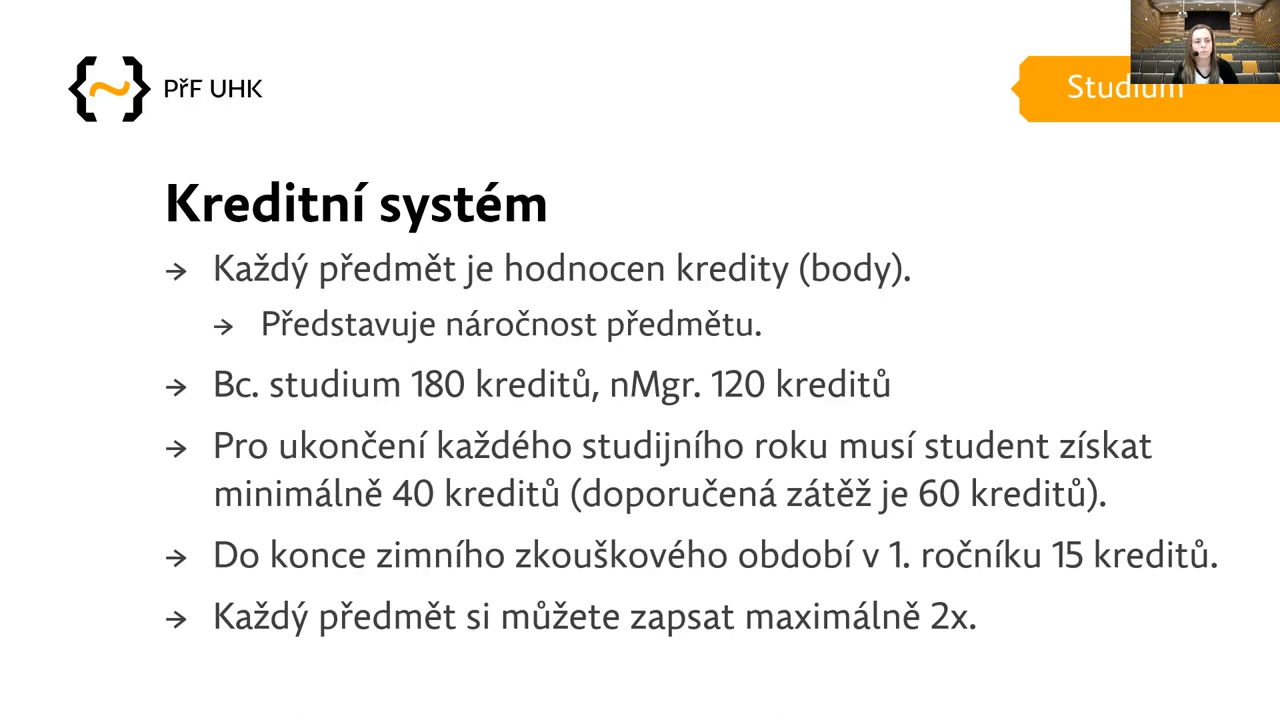 PřF UHK
Studium
Kreditní systém
→ Každý předmět je hodnocen kredity (body).
→ Představuje náročnost předmětu.
→ Bc. studium 180 kreditů, nMgr. 120 kreditů
→ Pro ukončení každého studijního roku musí student získat
minimálně 40 kreditů (doporučená zátěž je 60 kreditů).
→ Do konce zimního zkouškového období v 1. ročníku 15 kreditů.
→ Každý předmět si můžete zapsat maximálně 2x.